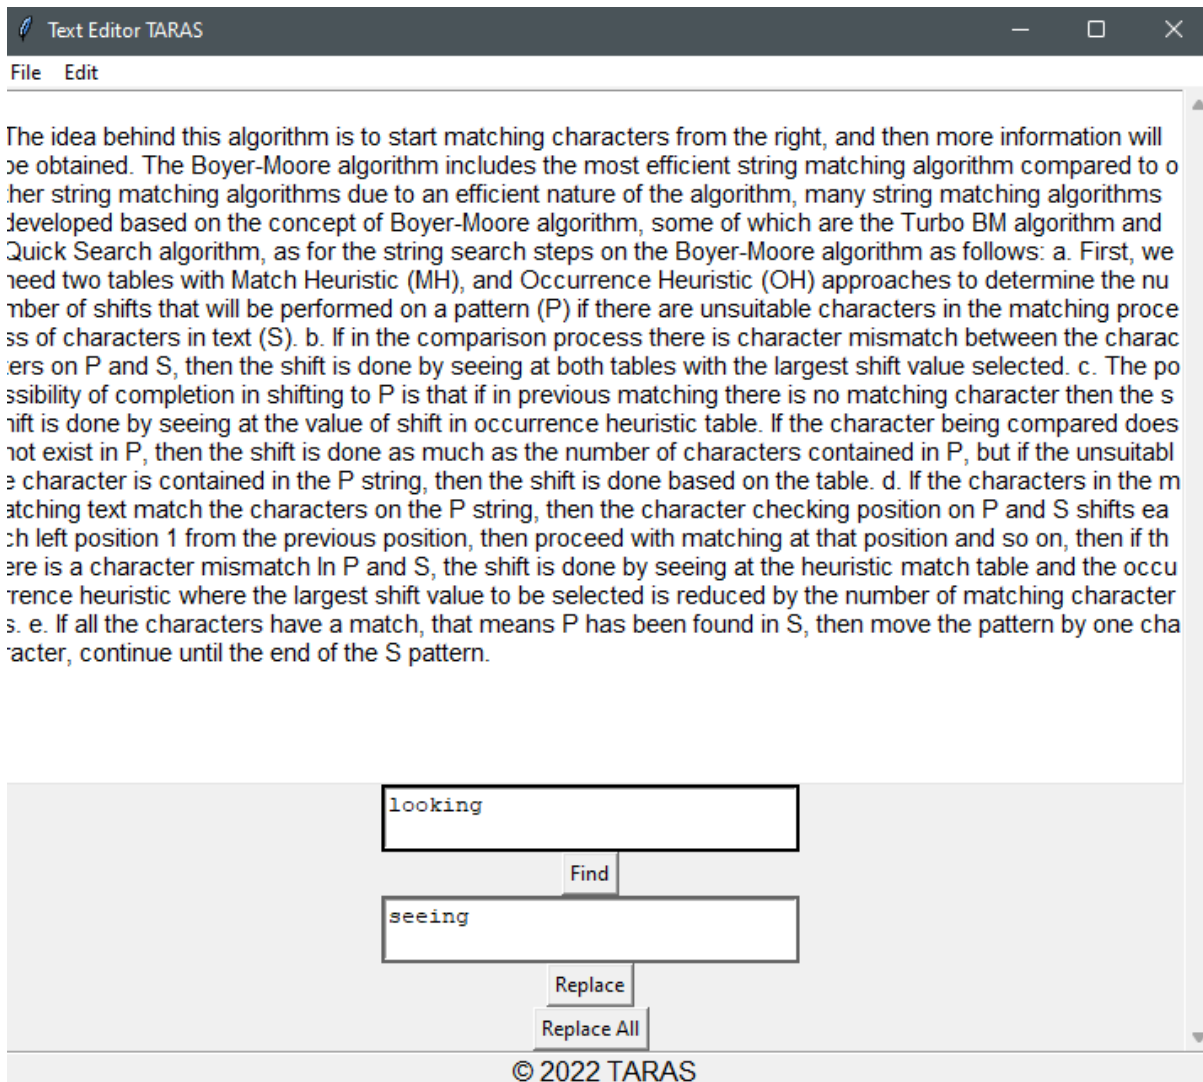 Text Editor TARAS
File Edit
The idea behind this algorithm is to start matching characters from the right, and then more information will
be obtained. The Boyer-Moore algorithm includes the most efficient string matching algorithm compared to o
ther string matching algorithms due to an efficient nature of the algorithm, many string matching algorithms
developed based on the concept of Boyer-Moore algorithm, some of which are the Turbo BM algorithm and
Quick Search algorithm, as for the string search steps on the Boyer-Moore algorithm as follows: a. First, we
need two tables with Match Heuristic (MH), and Occurrence Heuristic (OH) approaches to determine the nu
mber of shifts that will be performed on a pattern (P) if there are unsuitable characters in the matching proce
ss of characters in text (S). b. If in the comparison process there is character mismatch between the charac
ters on P and S, then the shift is done by seeing at both tables with the largest shift value selected. c. The po
ssibility of completion in shifting to P is that if in previous matching there is no matching character then the s
hift is done by seeing at the value of shift in occurrence heuristic table. If the character being compared does
not exist in P, then the shift is done as much as the number of characters contained in P, but if the unsuitabl
e character is contained in the P string, then the shift is done based on the table. d. If the characters in the m
atching text match the characters on the P string, then the character checking position on P and S shifts ea
ch left position 1 from the previous position, then proceed with matching at that position and so on, then if th
ere is a character mismatch In P and S, the shift is done by seeing at the heuristic match table and the occu
rrence heuristic where the largest shift value to be selected is reduced by the number of matching character
s. e. If all the characters have a match, that means P has been found in S, then move the pattern by one cha
racter, continue until the end of the S pattern.
looking
Find
seeing
Replace
Replace All
© 2022 TARAS